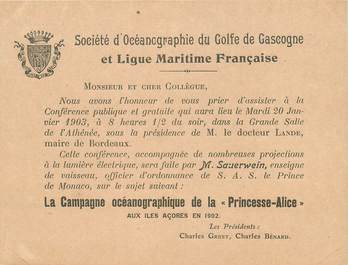 Société d'Océancgraphie du Golfe de Gascogne
et Ligue Maritime Française
Monsieur et cher Collègue,
Nous avons l'honneur de vous prier d'assister à la
Conférence publique et gratuite qui aura lieu le Mardi 20 Jan-
vier 1903, à 8 heures 1/2 du soir, dans la Grande Salle
de l'Athénée, sous la présidence de M. le docteur Lande,
maire de Bordeaux.
Cette conférence, accompagnée de nombreuses projections
à la lumière électrique, sera faite par M. Sauerwein, enseigne
de vaisseau, officier d'ordonnance de S. A. S. le Prince de
Monaco, sur le sujet suivant :
La Campagne océanographique de la « Princesse-Alice »
AUX ILES AÇORES EN 1902.
Les Présidents :
Charles Gruet, Charles Bénard.